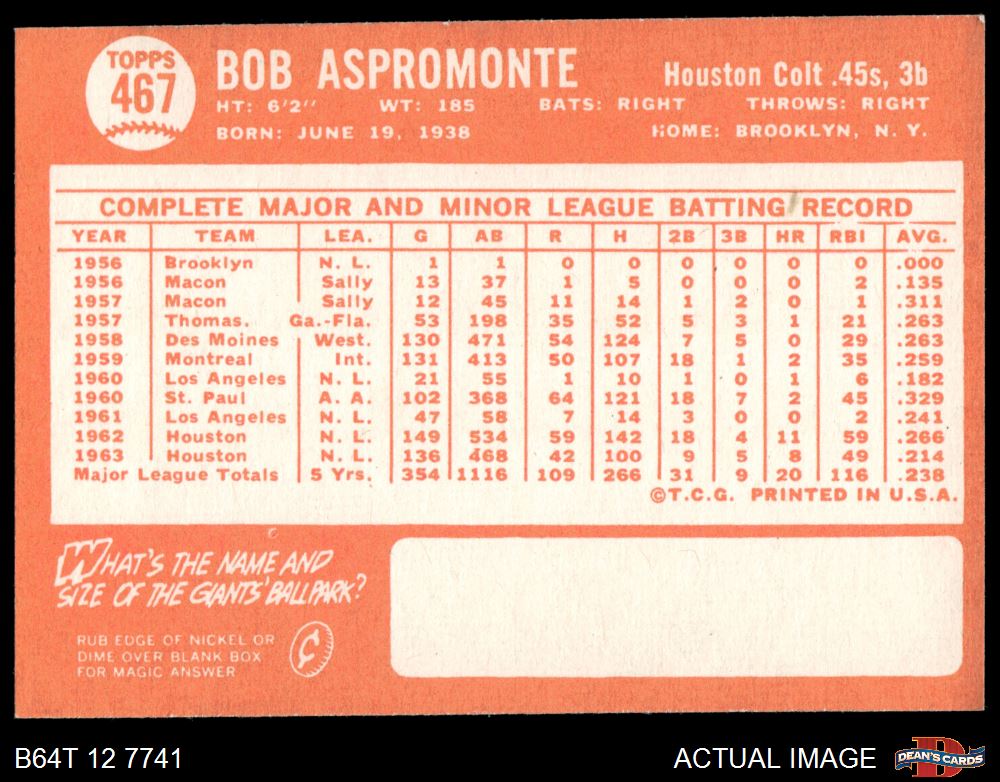 TOPPS
467
BOB ASPROMONTE
Houston Colt .45s, 3b
HT: 6'2" WT: 185 BATS: RIGHT THROWS: RIGHT
BORN: JUNE 19, 1938 HOME: BROOKLYN, N. Y.
COMPLETE MAJOR AND MINOR LEAGUE BATTING RECORD
YEAR TEAM LEA. G AB R H 2B 3B HR RBI AVG.
1956 Brooklyn N. L. 1 1 0 0 0 0 0 0 .000
1956 Macon Sally 13 37 1 5 0 0 0 2 .135
1957 Macon Sally 12 45 11 14 1 2 0 1 .311
1957 Thomas. Ga.-Fla. 53 198 35 52 5 3 1 21 .263
1958 Des Moines West. 130 471 54 124 7 5 0 29 .263
1959 Montreal Int. 131 413 50 107 18 1 2 35 .259
1960 Los Angeles N. L. 21 55 1 10 1 0 1 6 .182
1960 St. Paul A. A. 102 368 64 121 18 7 2 45 .329
1961 Los Angeles N. L. 47 58 7 14 3 0 0 2 .241
1962 Houston N. L. 149 534 59 142 18 4 11 59 .266
1963 Houston N. L. 136 468 42 100 9 5 8 49 .214
Major League Totals 5 Yrs. 354 1116 109 266 31 9 20 116 .238
©T.C.G. PRINTED IN U.S.A.
WHAT'S THE NAME AND
SIZE OF THE GIANTS' BALLPARK?
RUB EDGE OF NICKEL OR
DIME OVER BLANK BOX
FOR MAGIC ANSWER
¢
B64T 12 7741
ACTUAL IMAGE
D
DEAN'S CARDS